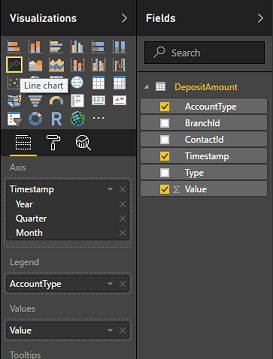 Visualizations
Fields
Line chart
R
123
...
Axis
Timestamp
Year
Quarter
Month
Legend
AccountType
Values
Value
Tooltips
Search
DepositAmount
AccountType
BranchId
ContactId
Timestamp
Type
Σ Value